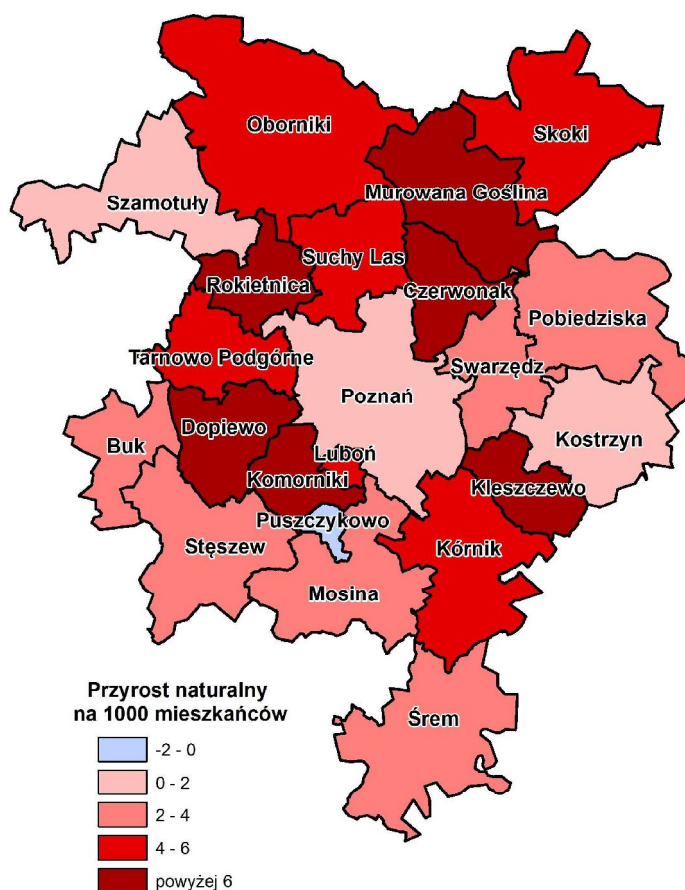 Oborniki
Skoki
Murowana Goślina
Szamotuły
Suchy Las
Rokietnica
Czerwonak
Pobiedziska
Tarnowo Podgórne
Swarzędz
Poznań
Dopiewo
Buk
Luboń
Kostrzyn
Komorniki
Kleszczewo
Puszczykowo
Stęszew
Kórnik
Mosina
Śrem
Przyrost naturalny
na 1000 mieszkańców
-2 - 0
0 - 2
2 - 4
4 - 6
powyżej 6